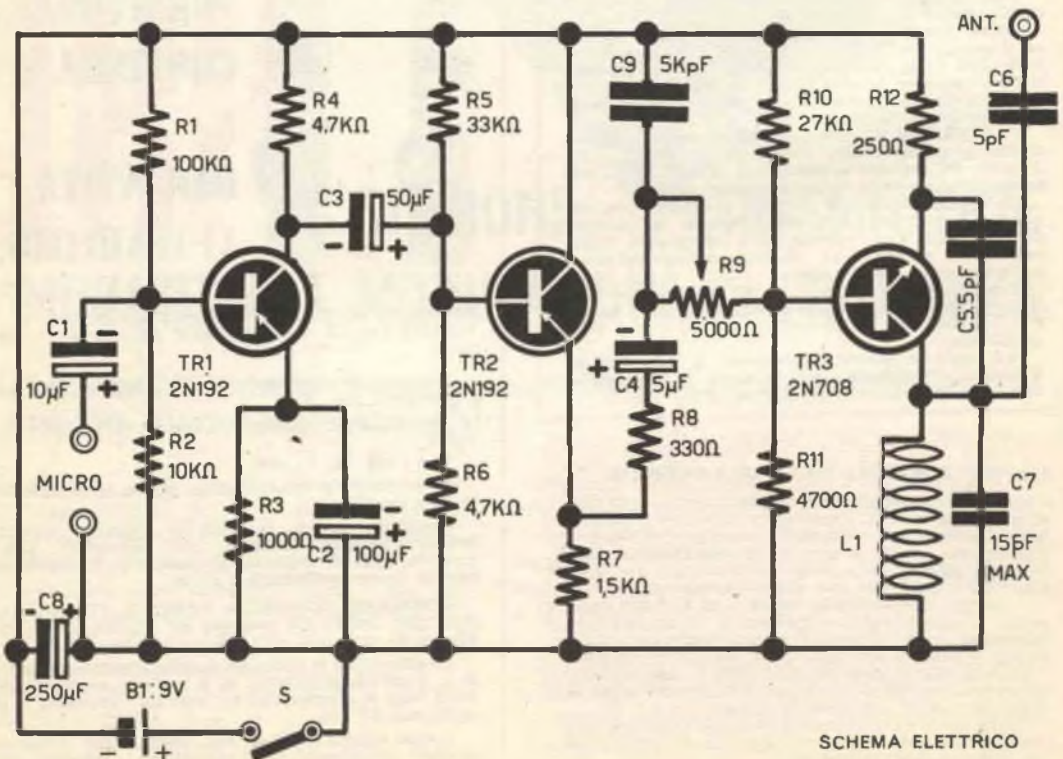 ANT.
C9
5KpF
C6
5pF
R1
100KΩ
R4
4,7KΩ
R5
33KΩ
R10
27KΩ
R12
250Ω
C3
50µF
- +
C5:5pF
R9
5000Ω
C1
-
+
10µF
TR1
2N192
TR2
2N192
-
+
C4
5µF
TR3
2N708
MICRO
R2
10KΩ
R3
1000Ω
-
+
C2
100µF
R6
4,7KΩ
R8
330Ω
R7
1,5KΩ
R11
4700Ω
L1
C7
15pF
MAX
- C8 +
250µF
B1:9V
- +
S
SCHEMA ELETTRICO